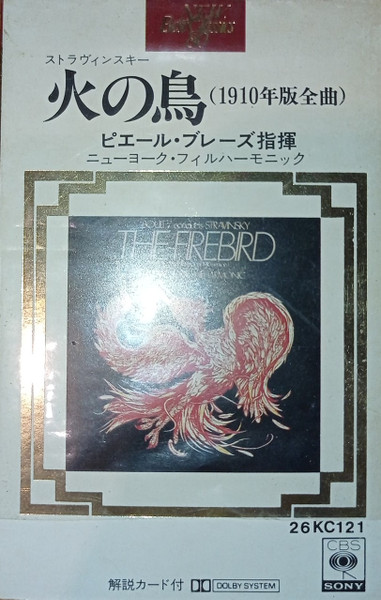 ストラヴィンスキー
火の鳥(1910年版全曲)
ピエール・ブレーズ指揮
ニューヨーク・フィルハーモニック
BOULEZ conducts STRAVINSKY
THE FIREBIRD
26KC121
CBS
SONY
解説カード付 DOLBY SYSTEM